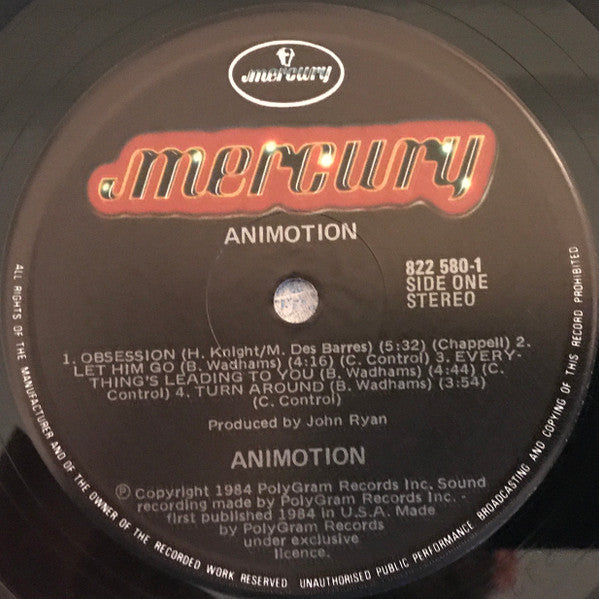 mercury
mercury
ANIMOTION
822 580-1
SIDE ONE
STEREO
1. OBSESSION (H. Knight/M. Des Barres) (5:32) (Chappell) 2.
LET HIM GO (B. Wadhams) (4:16) (C. Control) 3. EVERY-
THING'S LEADING TO YOU (B. Wadhams) (4:44) (C.
Control) 4. TURN AROUND (B. Wadhams) (3:54)
(C. Control)
Produced by John Ryan
ANIMOTION
Ⓟ Copyright 1984 PolyGram Records Inc. Sound
recording made by PolyGram Records Inc. -
first published 1984 in U.S.A. Made
by PolyGram Records
under exclusive
licence.
ALL RIGHTS OF THE MANUFACTURER AND OF THE OWNER OF THE RECORDED WORK RESERVED UNAUTHORISED PUBLIC PERFORMANCE BROADCASTING AND COPYING OF THIS RECORD PROHIBITED